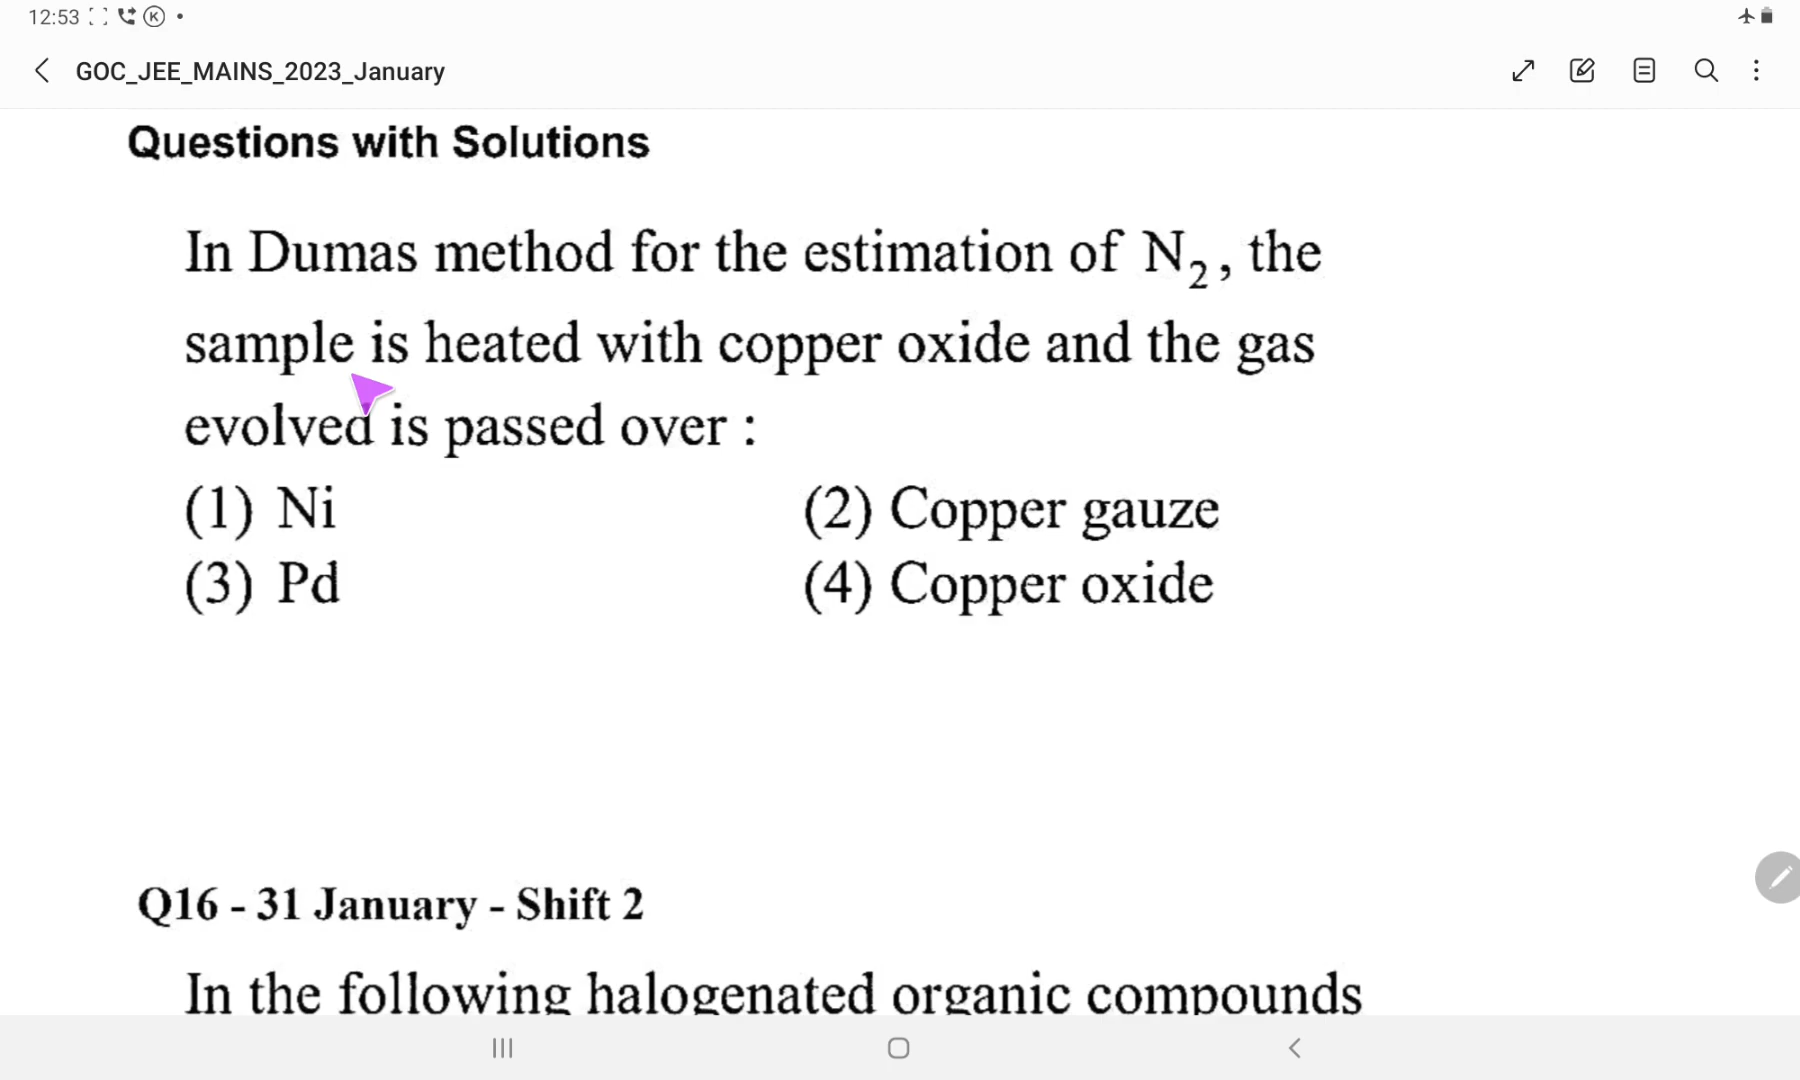 12:53
GOC_JEE_MAINS_2023_January
Questions with Solutions
In Dumas method for the estimation of N₂, the
sample is heated with copper oxide and the gas
evolved is passed over :
(1) Ni (2) Copper gauze
(3) Pd (4) Copper oxide
Q16 - 31 January - Shift 2
In the following halogenated organic compounds